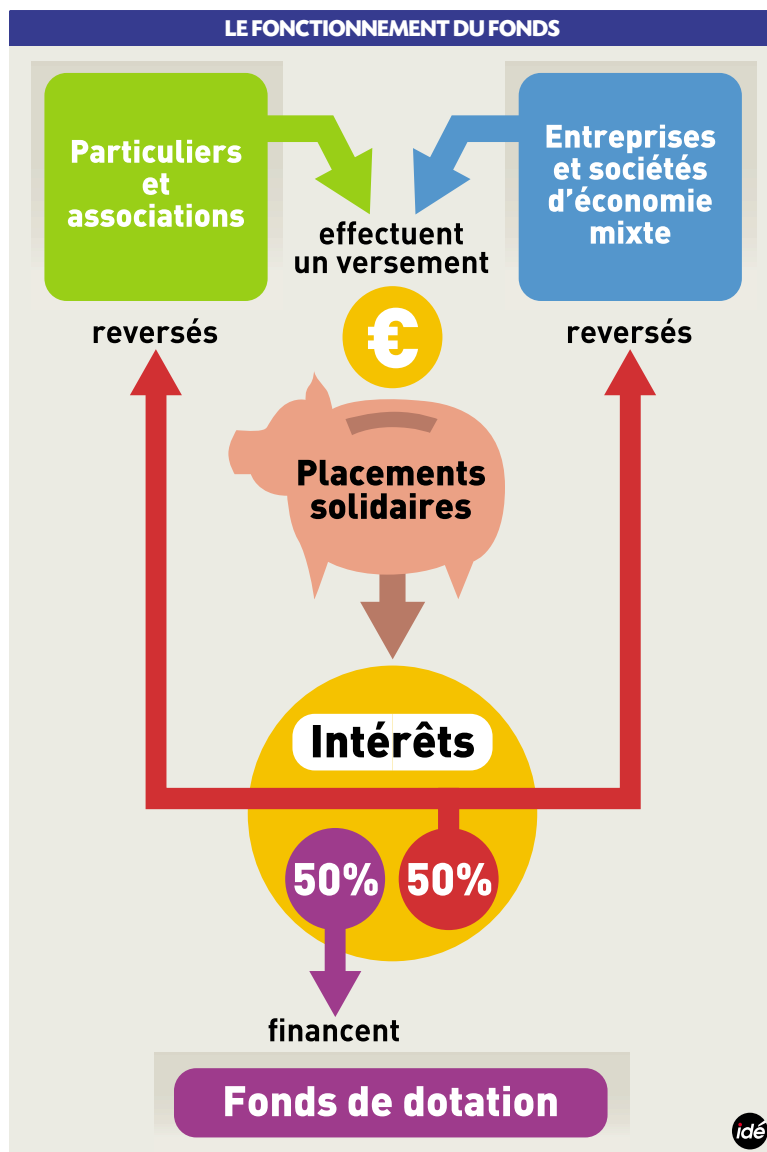 LE FONCTIONNEMENT DU FONDS
Particuliers
et
associations
Entreprises
et sociétés
d'économie
mixte
effectuent
un versement
€
reversés
reversés
Placements
solidaires
Intérêts
50%
50%
financent
Fonds de dotation
idé